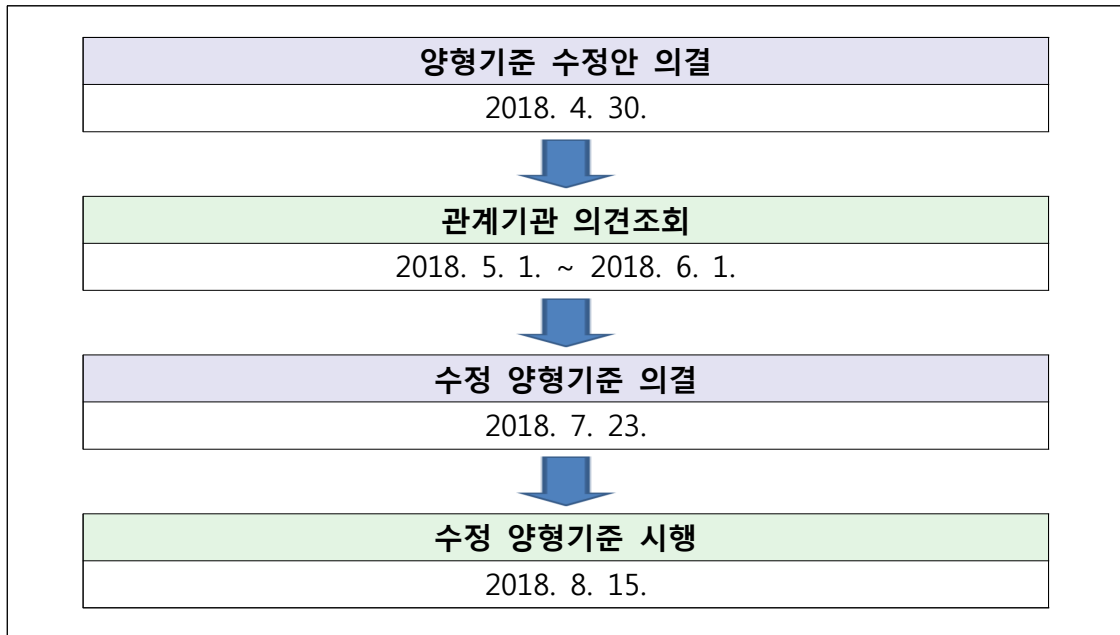 양형기준 수정안 의결
2018. 4. 30.
관계기관 의견조회
2018. 5. 1. ~ 2018. 6. 1.
수정 양형기준 의결
2018. 7. 23.
수정 양형기준 시행
2018. 8. 15.